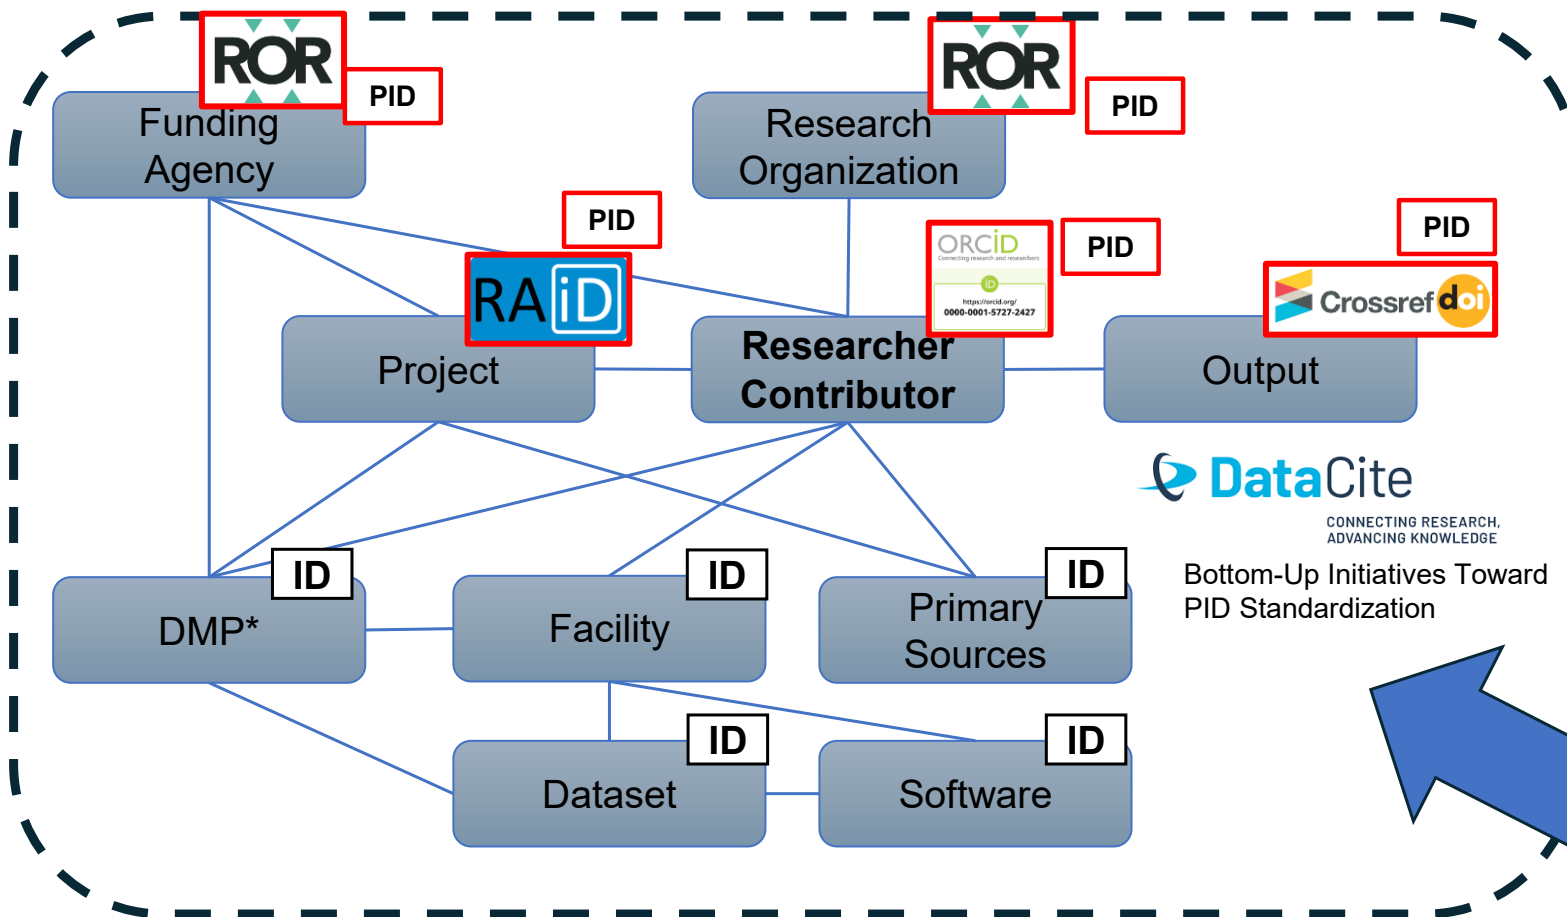 ROR
PID
Funding
Agency
ROR
PID
Research
Organization
PID
RAiD
Project
ORCiD
Connecting research and researchers
iD
https://orcid.org/
0000-0001-5727-2427
PID
Researcher
Contributor
PID
Crossref doi
Output
DataCite
CONNECTING RESEARCH,
ADVANCING KNOWLEDGE
Bottom-Up Initiatives Toward
PID Standardization
ID
DMP*
ID
Facility
ID
Primary
Sources
ID
Dataset
ID
Software